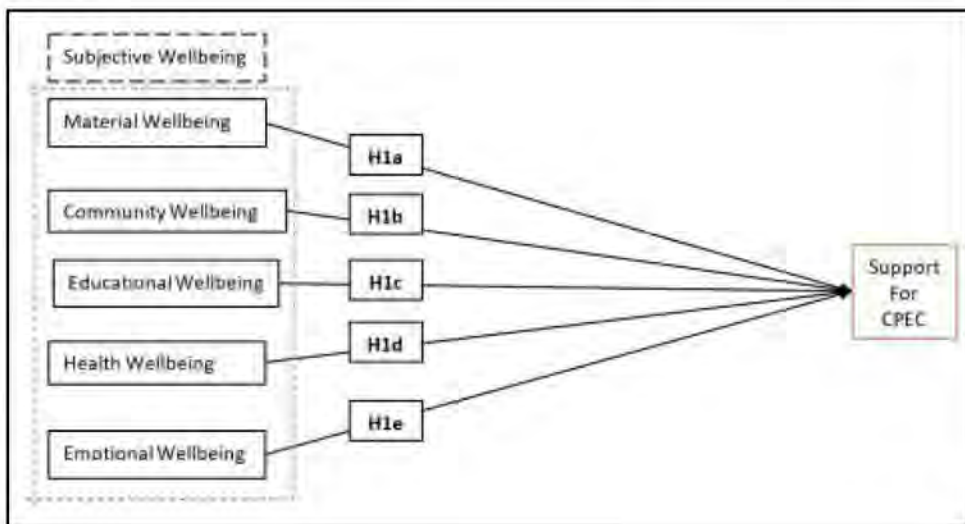 Subjective Wellbeing
Material Wellbeing
H1a
Community Wellbeing
H1b
Educational Wellbeing
H1c
Health Wellbeing
H1d
Emotional Wellbeing
H1e
Support
For
CPEC